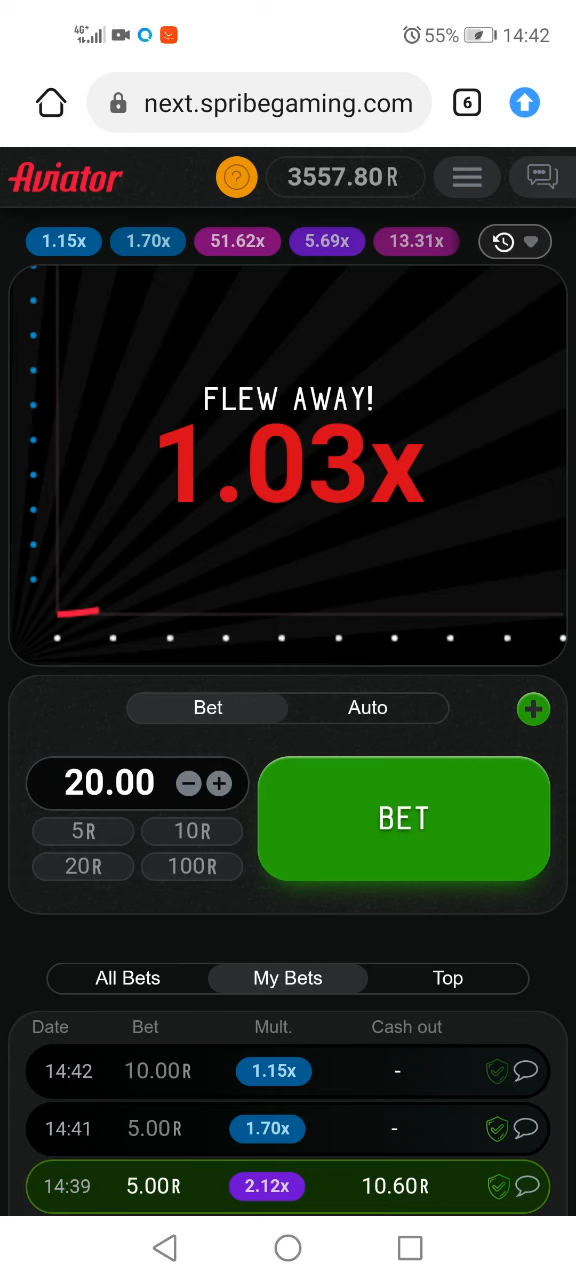 4G+ 55% 14:42
next.spribegaming.com 6
Aviator ? 3557.80R
1.15x 1.70x 51.62x 5.69x 13.31x
FLEW AWAY!
1.03x
Bet Auto
20.00
BET
5R 10R
20R 100R
All Bets My Bets Top
Date Bet Mult. Cash out
14:42 10.00R 1.15x -
14:41 5.00R 1.70x -
14:39 5.00R 2.12x 10.60R